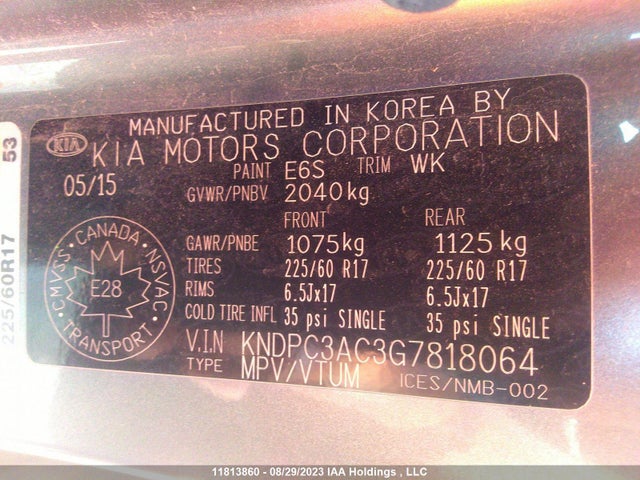 MANUFACTURED IN KOREA BY
KIA KIA MOTORS CORPORATION
05/15 PAINT E6S TRIM WK
GVWR/PNBV 2040kg
FRONT REAR
GAWR/PNBE 1075kg 1125kg
TIRES 225/60 R17 225/60 R17
RIMS 6.5Jx17 6.5Jx17
COLD TIRE INFL 35 psi SINGLE 35 psi SINGLE
V.I.N KNDPC3AC3G7818064
TYPE MPV/VTUM ICES/NMB-002
CANADA
CMVSS NSVAC
E28
TRANSPORT
53
225/60R17
11813860 - 08/29/2023 IAA Holdings , LLC